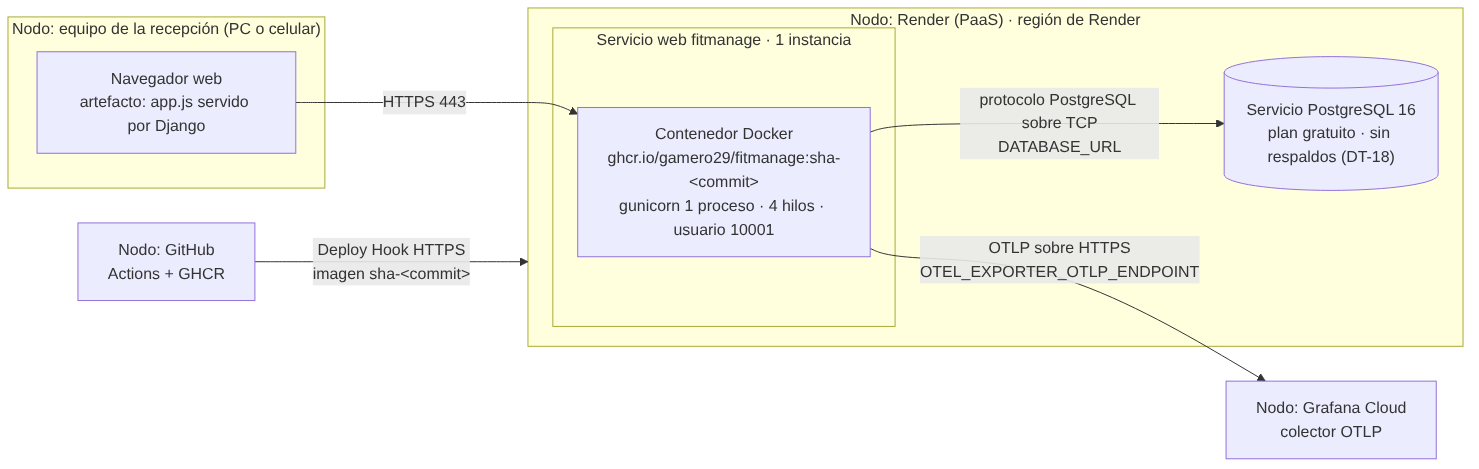 Nodo: equipo de la recepción (PC o celular)
Navegador web
artefacto: app.js servido
por Django
HTTPS 443
Nodo: GitHub
Actions + GHCR
Deploy Hook HTTPS
imagen sha-<commit>
Nodo: Render (PaaS) · región de Render
Servicio web fitmanage · 1 instancia
Contenedor Docker
ghcr.io/gamero29/fitmanage:sha-
<commit>
gunicorn 1 proceso · 4 hilos ·
usuario 10001
protocolo PostgreSQL
sobre TCP
DATABASE_URL
Servicio PostgreSQL 16
plan gratuito · sin
respaldos (DT-18)
OTLP sobre HTTPS
OTEL_EXPORTER_OTLP_ENDPOINT
Nodo: Grafana Cloud
colector OTLP